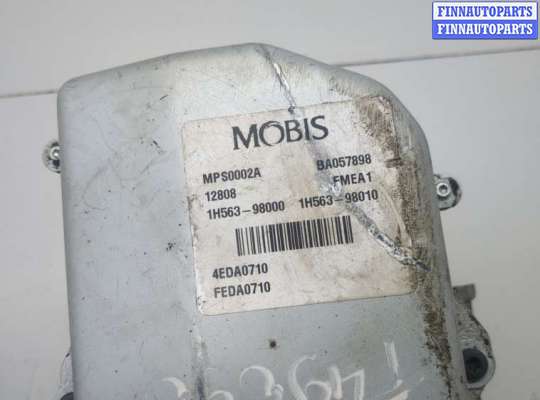 FINNAUTOPARTS
FINNAUTOPARTS
MOBIS
MPS0002A BA057898
12808 FMEA1
1H563-98000 1H563-98010
4EDA0710
FEDA0710